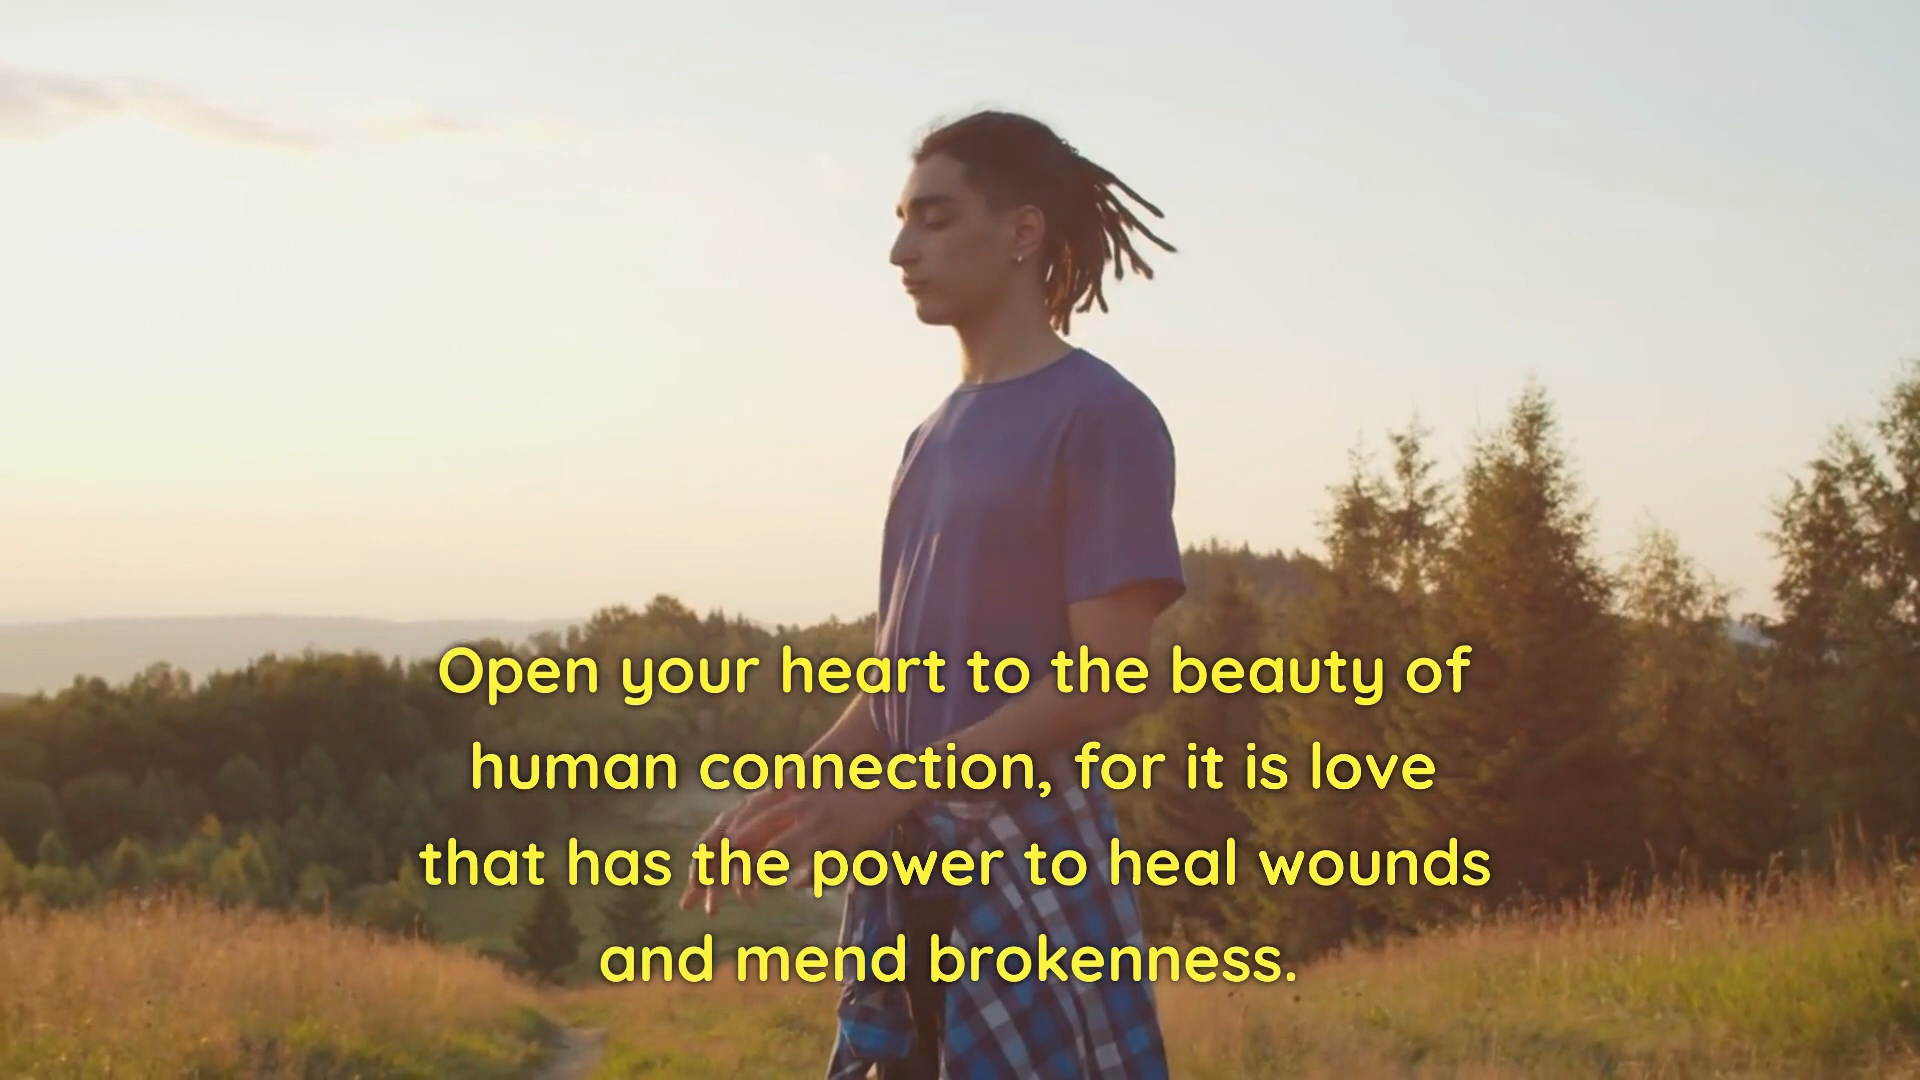 Open your heart to the beauty of
human connection, for it is love
that has the power to heal wounds
and mend brokenness.